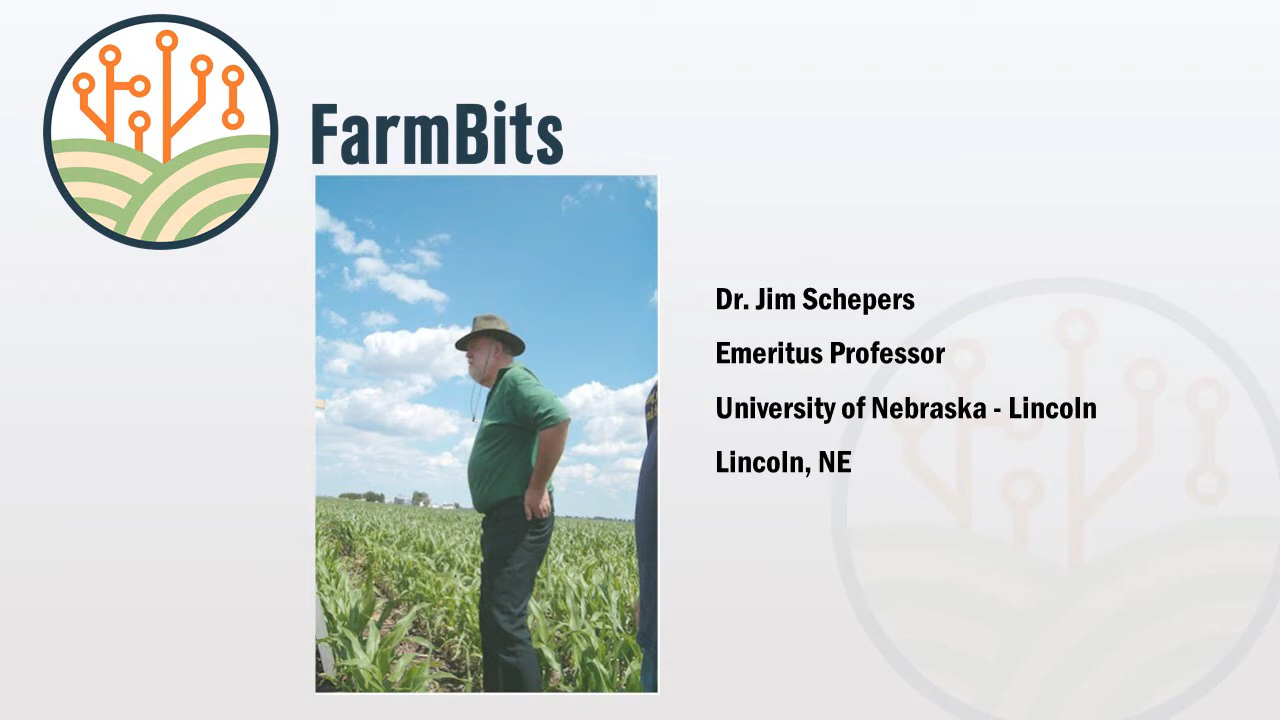 FarmBits
Dr. Jim Schepers
Emeritus Professor
University of Nebraska - Lincoln
Lincoln, NE